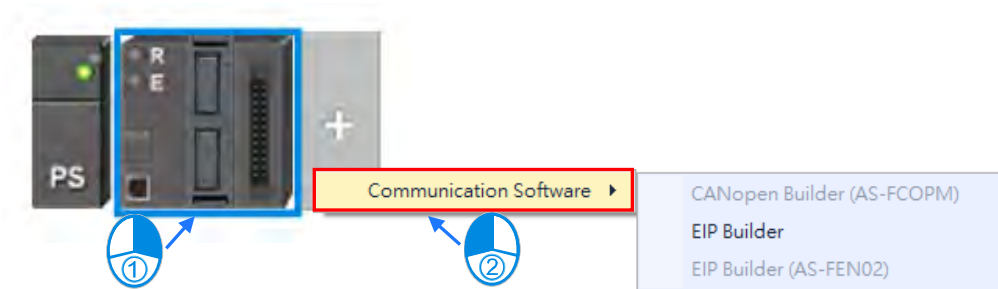 R
E
+
PS
Communication Software
CANopen Builder (AS-FCOPM)
EIP Builder
EIP Builder (AS-FEN02)
①
②